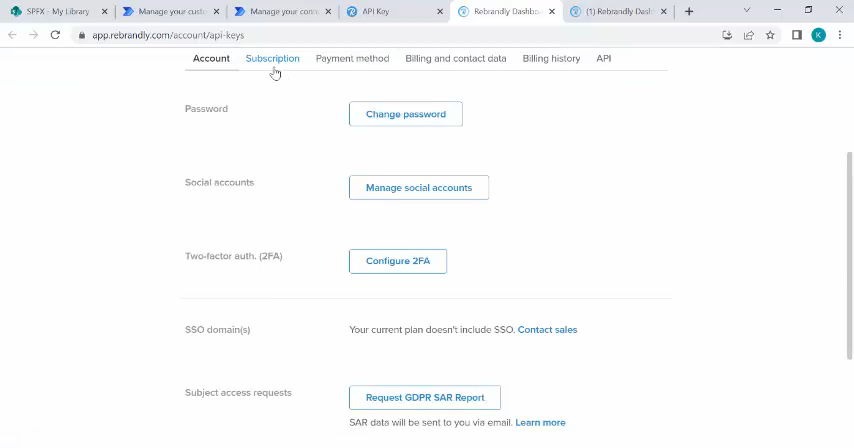 SPFX - My Library
Manage your custo
Manage your conne
API Key
Rebrandly Dashbo
(1) Rebrandly Dash
app.rebrandly.com/account/api-keys
K
Account Subscription Payment method Billing and contact data Billing history API
Password
Change password
Social accounts
Manage social accounts
Two-factor auth. (2FA)
Configure 2FA
SSO domain(s)
Your current plan doesn't include SSO. Contact sales
Subject access requests
Request GDPR SAR Report
SAR data will be sent to you via email. Learn more